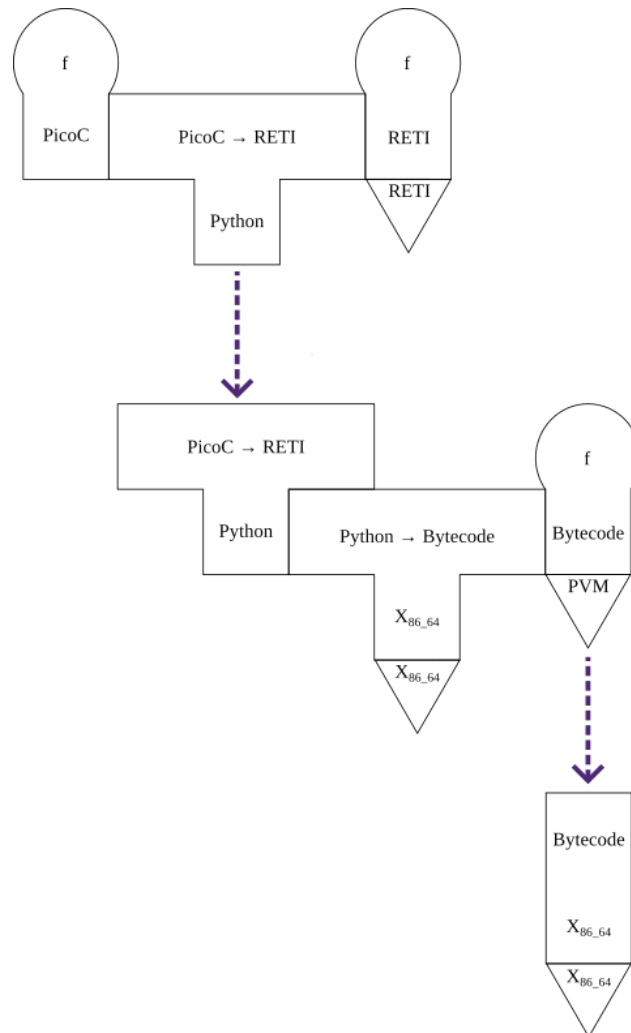 f
f
PicoC
PicoC → RETI
RETI
RETI
Python
PicoC → RETI
f
Python
Python → Bytecode
Bytecode
PVM
X86_64
X86_64
Bytecode
X86_64
X86_64